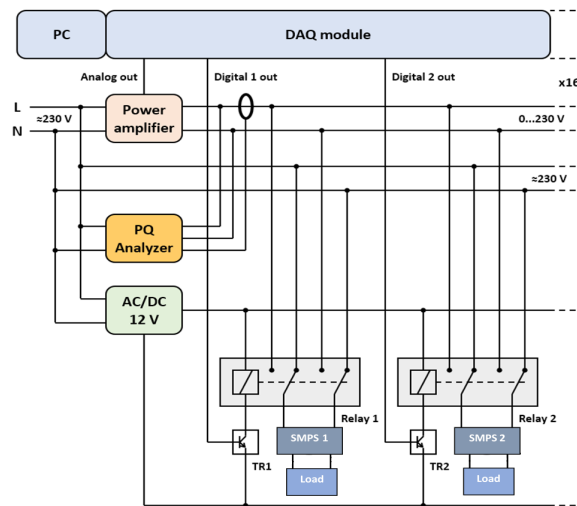 PC
DAQ module
Analog out
Digital 1 out
Digital 2 out
x16
L
≈230 V
N
Power
amplifier
0...230 V
≈230 V
PQ
Analyzer
AC/DC
12 V
Relay 1
Relay 2
SMPS 1
SMPS 2
TR1
TR2
Load
Load